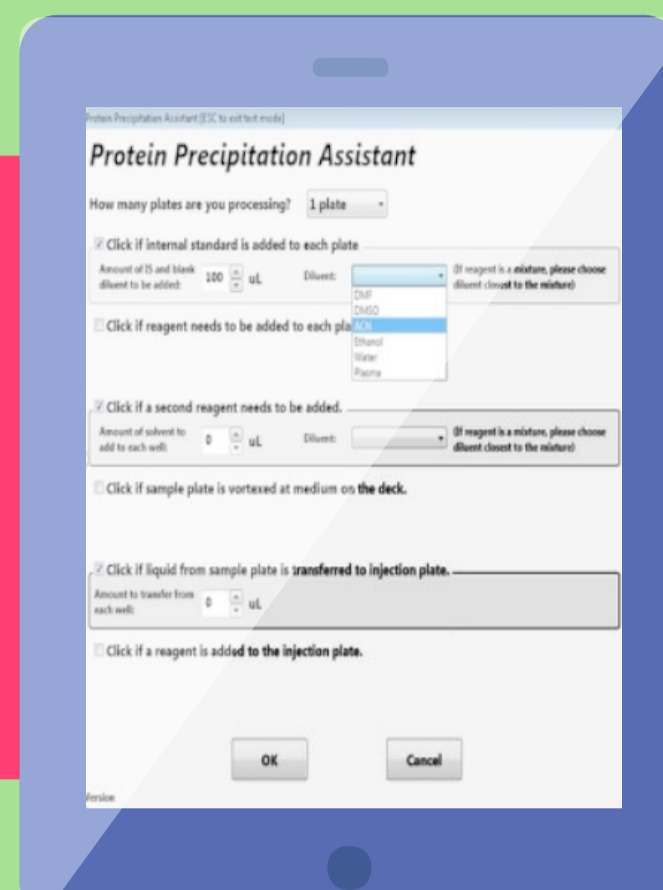 Protein Precipitation Assistant [ESC to exit test mode]
Protein Precipitation Assistant
How many plates are you processing? 1 plate
Click if internal standard is added to each plate
Amount of IS and blank
diluent to be added: 100 uL Diluent: (If reagent is a mixture, please choose
diluent closest to the mixture)
DMF
DMSO
ACN
Ethanol
Water
Plasma
Click if reagent needs to be added to each pla
Click if a second reagent needs to be added.
Amount of solvent to
add to each well: 0 uL Diluent: (If reagent is a mixture, please choose
diluent closest to the mixture)
Click if sample plate is vortexed at medium on the deck.
Click if liquid from sample plate is transferred to injection plate.
Amount to transfer from
each well: 0 uL
Click if a reagent is added to the injection plate.
OK Cancel
Version